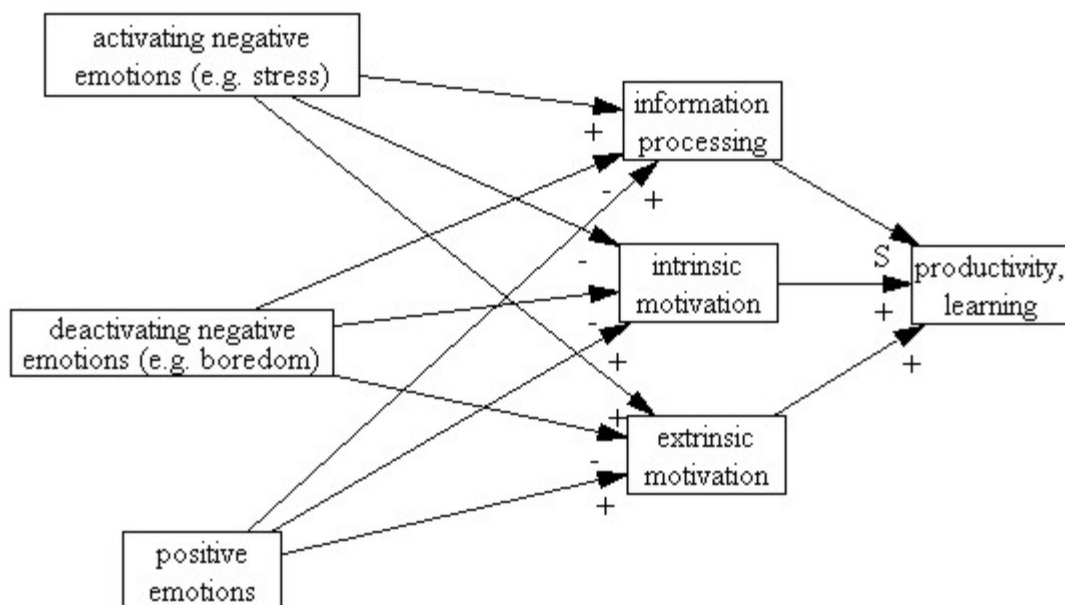 activating negative
emotions (e.g. stress)
information
processing
+
-
+
-
intrinsic
motivation
S
productivity,
learning
+
deactivating negative
emotions (e.g. boredom)
-
+
+
+
extrinsic
motivation
-
+
positive
emotions